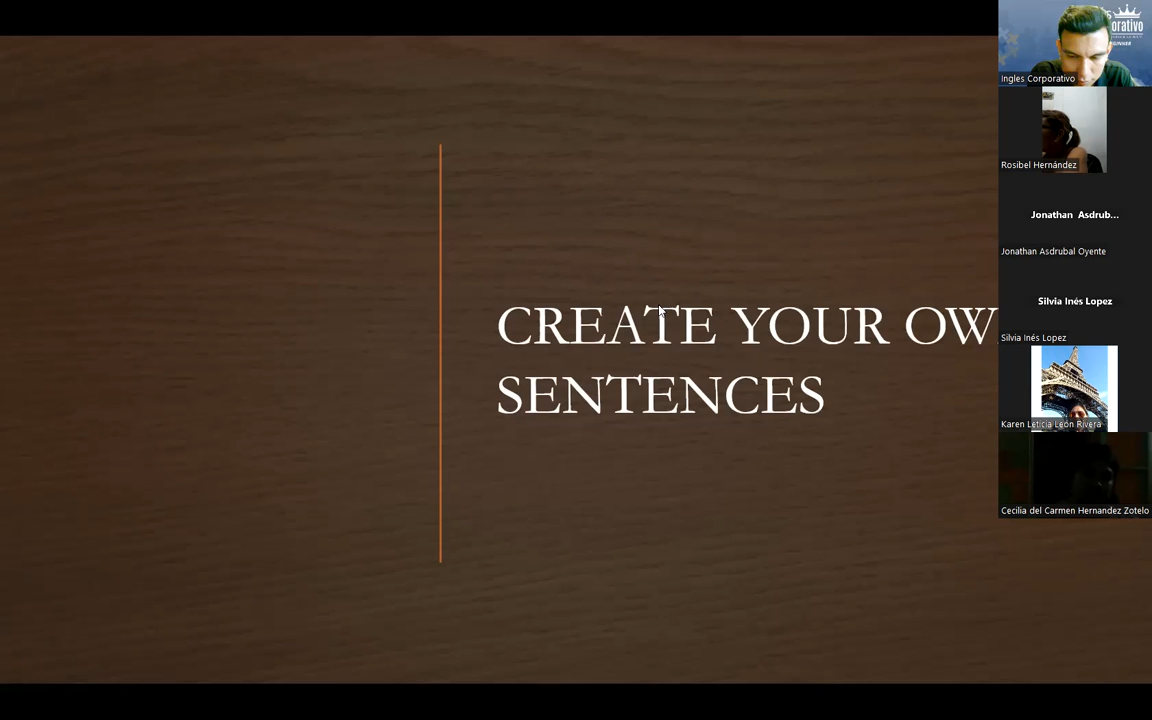 CREATE YOUR OW
SENTENCES
orativo
Ingles Corporativo
Rosibel Hernández
Jonathan Asdrub...
Jonathan Asdrubal Oyente
Silvia Inés Lopez
Silvia Inés Lopez
Karen Leticia León Rivera
Cecilia del Carmen Hernandez Zotelo